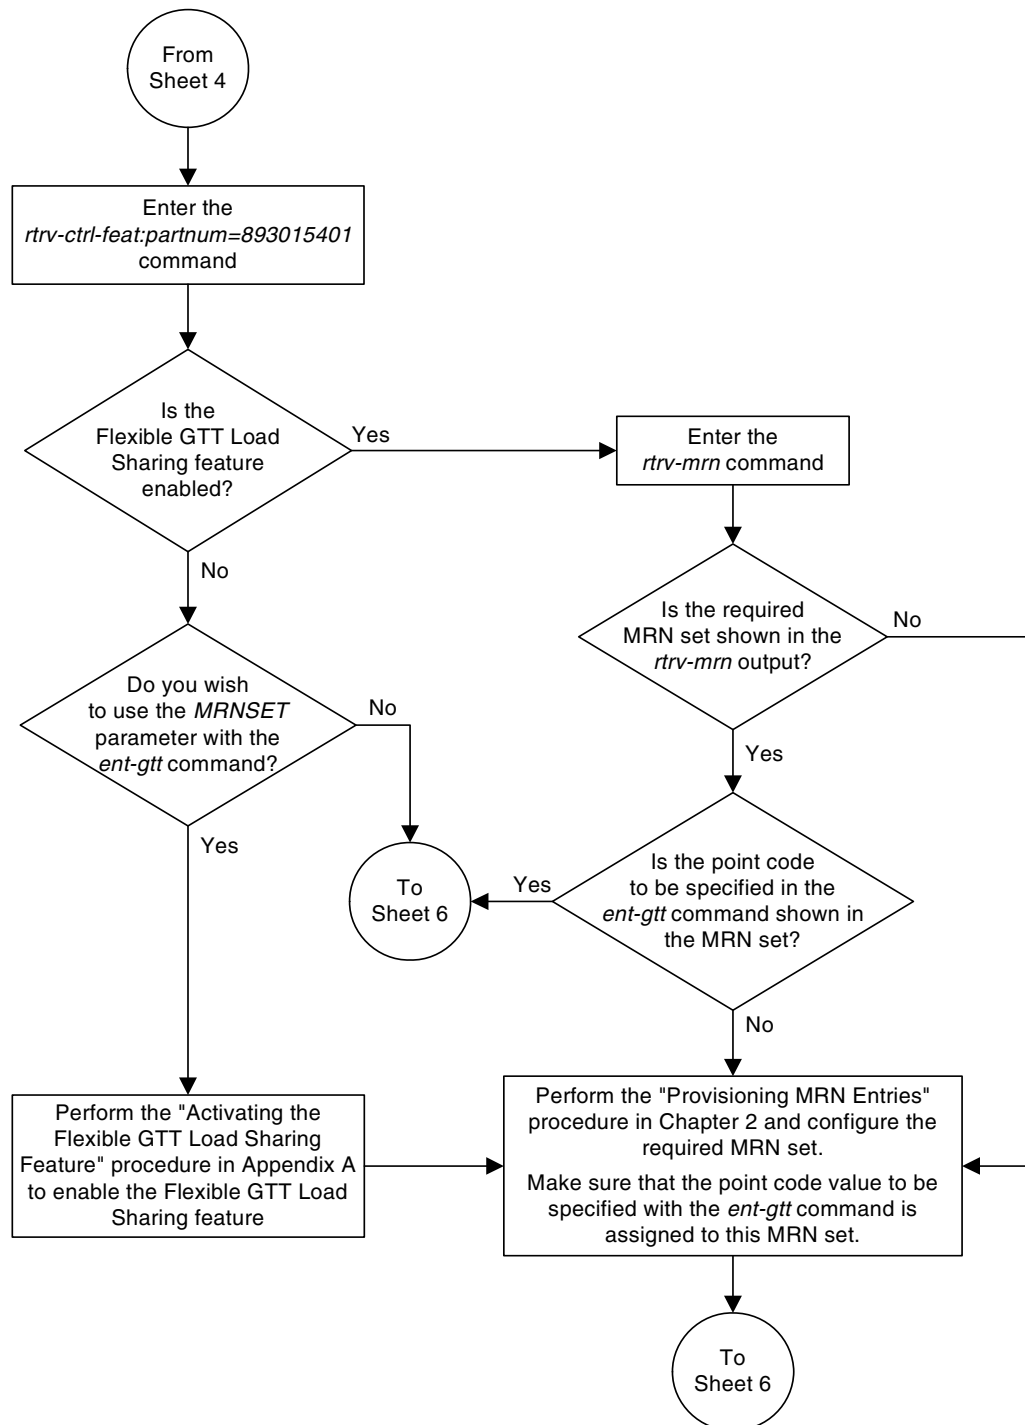 From
Sheet 4
Enter the
rtrv-ctrl-feat:partnum=893015401
command
Is the
Flexible GTT Load
Sharing feature
enabled?
Yes
Enter the
rtrv-mrn command
No
Is the required
MRN set shown in the
rtrv-mrn output?
No
Do you wish
to use the MRNSET
parameter with the
ent-gtt command?
No
Yes
Yes
Is the point code
to be specified in the
ent-gtt command shown in
the MRN set?
Yes
To
Sheet 6
No
Perform the "Activating the
Flexible GTT Load Sharing
Feature" procedure in Appendix A
to enable the Flexible GTT Load
Sharing feature
Perform the "Provisioning MRN Entries"
procedure in Chapter 2 and configure the
required MRN set.
Make sure that the point code value to be
specified with the ent-gtt command is
assigned to this MRN set.
To
Sheet 6